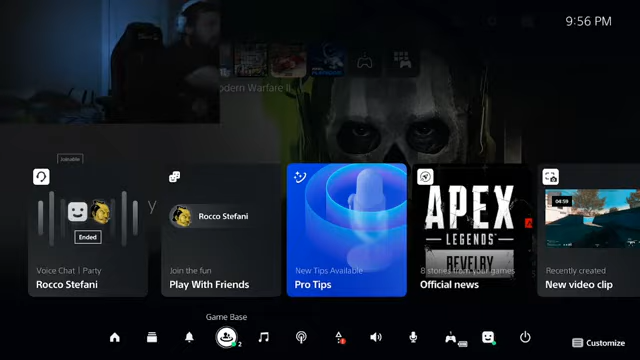 9:56 PM
odern Warfare II
Joinable
y
Ended
Voice Chat | Party
Rocco Stefani
Rocco Stefani
Join the fun
Play With Friends
New Tips Available
Pro Tips
APEX
LEGENDS
REVELRY
8 stories from your games
Official news
04:59
Recently created
New video clip
Game Base
2
Customize